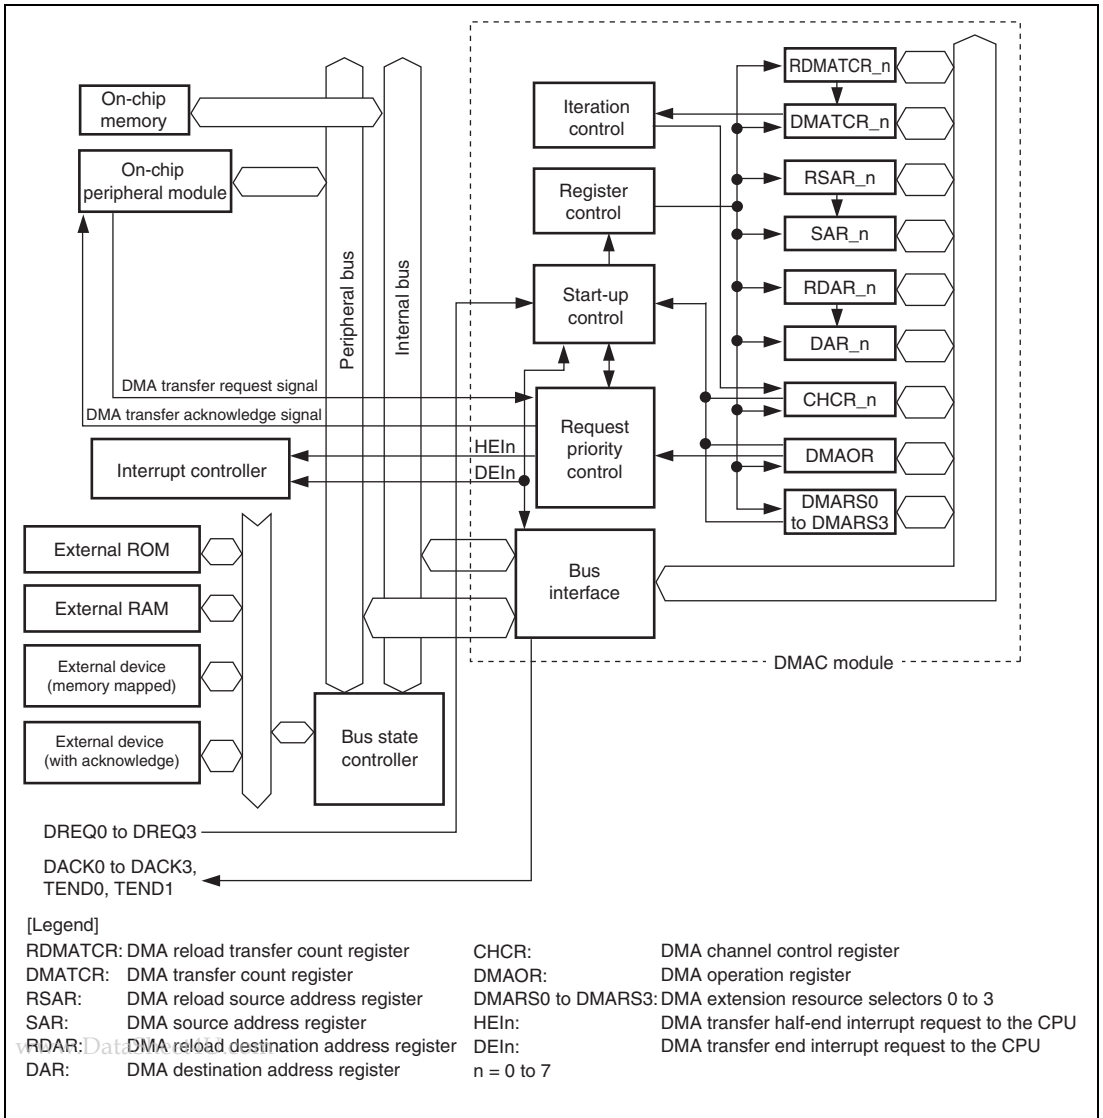 On-chip
memory
On-chip
peripheral module
Peripheral bus
Internal bus
Iteration
control
Register
control
Start-up
control
Request
priority
control
Bus
interface
RDMATCR_n
DMATCR_n
RSAR_n
SAR_n
RDAR_n
DAR_n
CHCR_n
DMAOR
DMARS0
to DMARS3
DMA transfer request signal
DMA transfer acknowledge signal
HEIn
DEIn
Interrupt controller
External ROM
External RAM
External device
(memory mapped)
External device
(with acknowledge)
Bus state
controller
DMAC module
DREQ0 to DREQ3
DACK0 to DACK3,
TEND0, TEND1
[Legend]
RDMATCR: DMA reload transfer count register
DMATCR: DMA transfer count register
RSAR: DMA reload source address register
SAR: DMA source address register
RDAR: DMA reload destination address register
DAR: DMA destination address register
CHCR: DMA channel control register
DMAOR: DMA operation register
DMARS0 to DMARS3: DMA extension resource selectors 0 to 3
HEIn: DMA transfer half-end interrupt request to the CPU
DEIn: DMA transfer end interrupt request to the CPU
n = 0 to 7
www.DataSheet4U.com